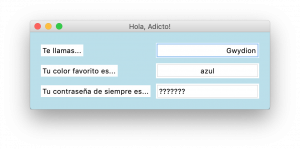 Hola, Adicto!
Te llamas... Gwydion
Tu color favorito es... azul
Tu contraseña de siempre es... ???????